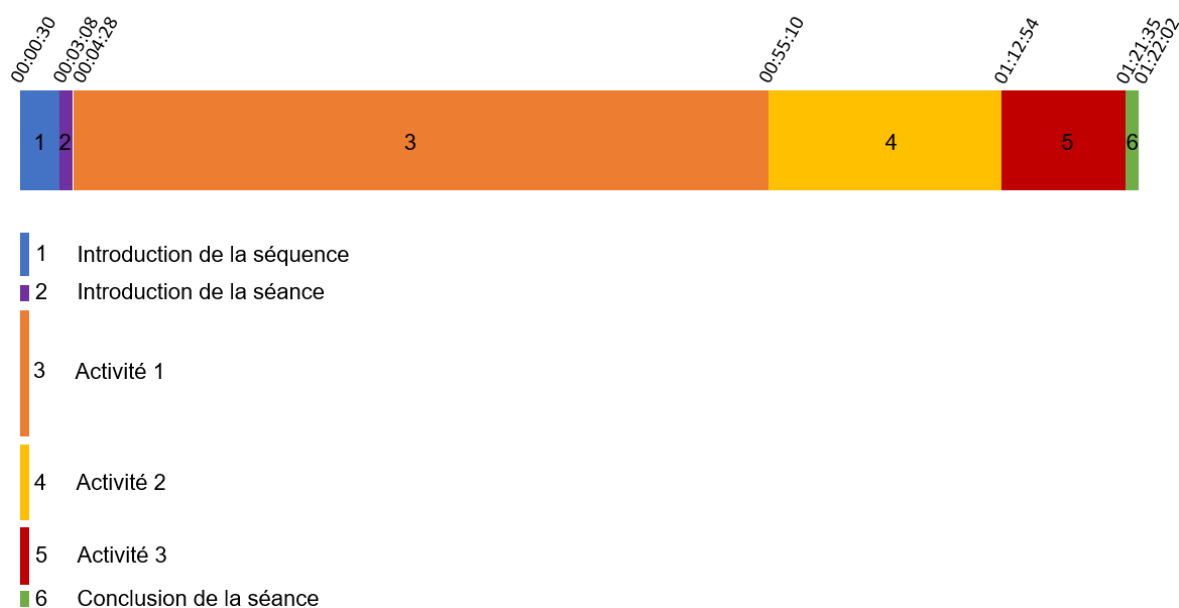 00:00:30
00:03:08
00:04:28
00:55:10
01:12:54
01:21:35
01:22:02
1 2 3 4 5 6
1 Introduction de la séquence
2 Introduction de la séance
3 Activité 1
4 Activité 2
5 Activité 3
6 Conclusion de la séance